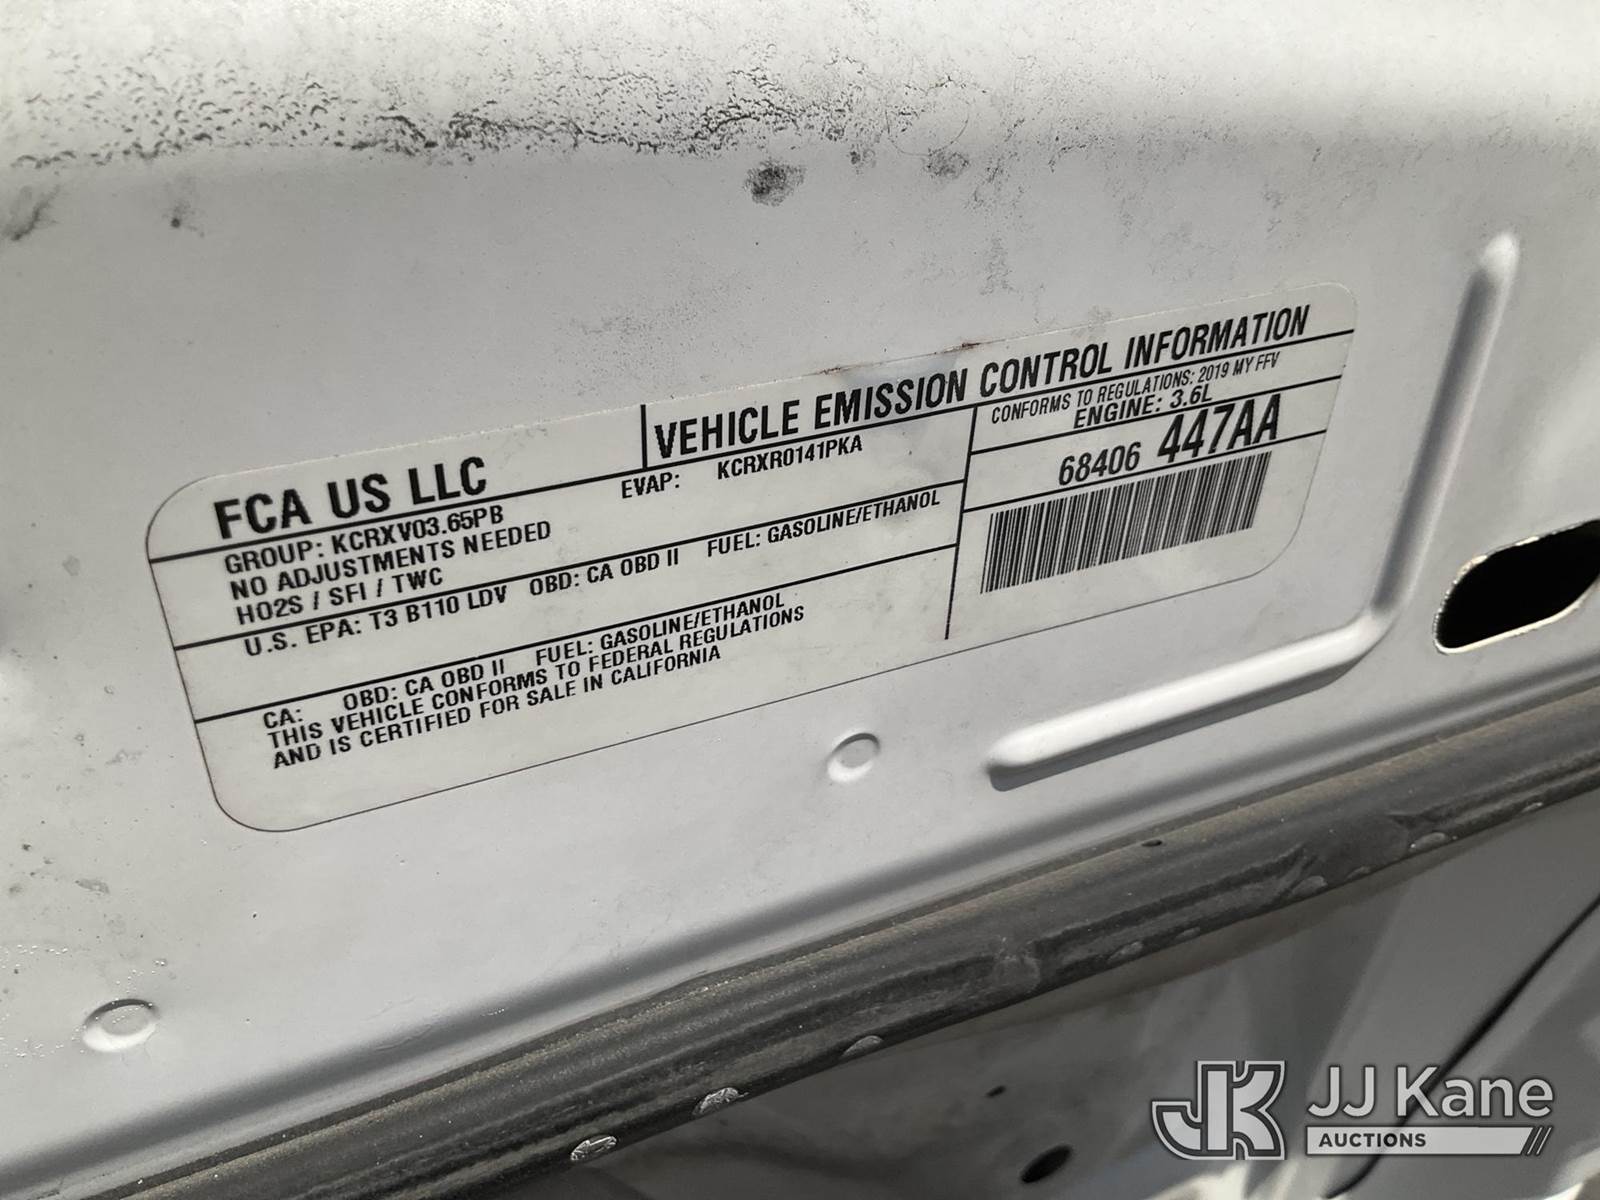 FCA US LLC
VEHICLE EMISSION CONTROL INFORMATION
GROUP: KCRXV03.65PB
EVAP: KCRXR0141PKA
NO ADJUSTMENTS NEEDED
HO2S / SFI / TWC
CONFORMS TO REGULATIONS: 2019 MY FFV
ENGINE: 3.6L
68406 447AA
U.S. EPA: T3 B110 LDV OBD: CA OBD II FUEL: GASOLINE/ETHANOL
CA: OBD: CA OBD II FUEL: GASOLINE/ETHANOL
THIS VEHICLE CONFORMS TO FEDERAL REGULATIONS
AND IS CERTIFIED FOR SALE IN CALIFORNIA
JK JJ Kane
AUCTIONS